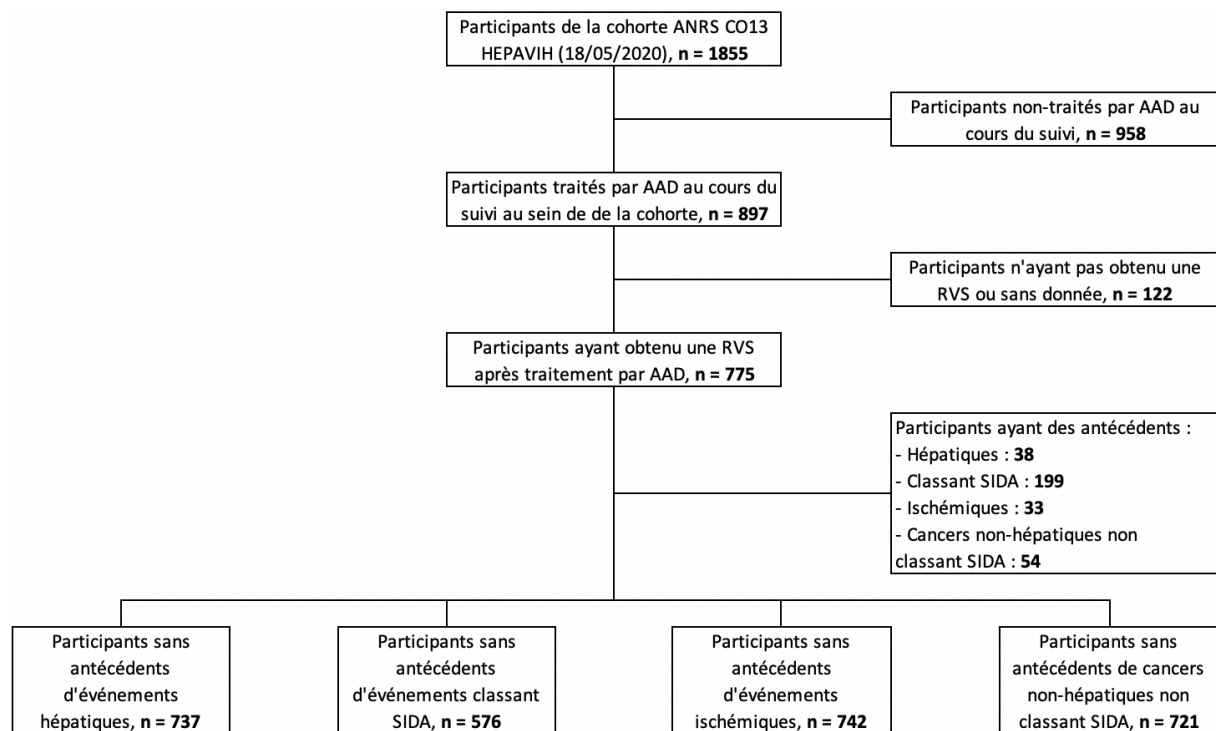 Participants de la cohorte ANRS CO13
HEPAVIH (18/05/2020), n = 1855
Participants non-traités par AAD au
cours du suivi, n = 958
Participants traités par AAD au cours du
suivi au sein de de la cohorte, n = 897
Participants n'ayant pas obtenu une
RVS ou sans donnée, n = 122
Participants ayant obtenu une RVS
après traitement par AAD, n = 775
Participants ayant des antécédents :
- Hépatiques : 38
- Classant SIDA : 199
- Ischémiques : 33
- Cancers non-hépatiques non
classant SIDA : 54
Participants sans
antécédents
d'événements
hépatiques, n = 737
Participants sans
antécédents
d'événements classant
SIDA, n = 576
Participants sans
antécédents
d'événements
ischémiques, n = 742
Participants sans
antécédents de cancers
non-hépatiques non
classant SIDA, n = 721